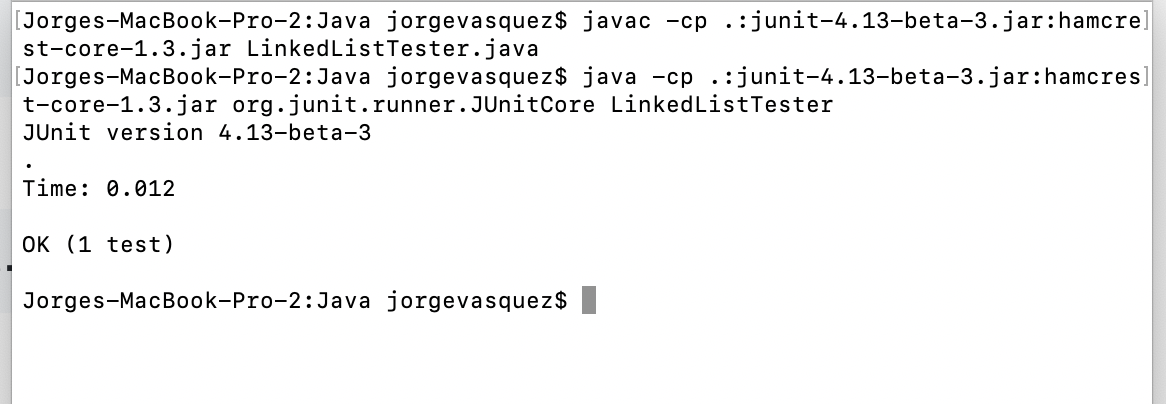 [Jorges-MacBook-Pro-2:Java jorgevasquez$ javac -cp .:junit-4.13-beta-3.jar:hamcre]
st-core-1.3.jar LinkedListTester.java
[Jorges-MacBook-Pro-2:Java jorgevasquez$ java -cp .:junit-4.13-beta-3.jar:hamcres]
t-core-1.3.jar org.junit.runner.JUnitCore LinkedListTester
JUnit version 4.13-beta-3
.
Time: 0.012
OK (1 test)
Jorges-MacBook-Pro-2:Java jorgevasquez$